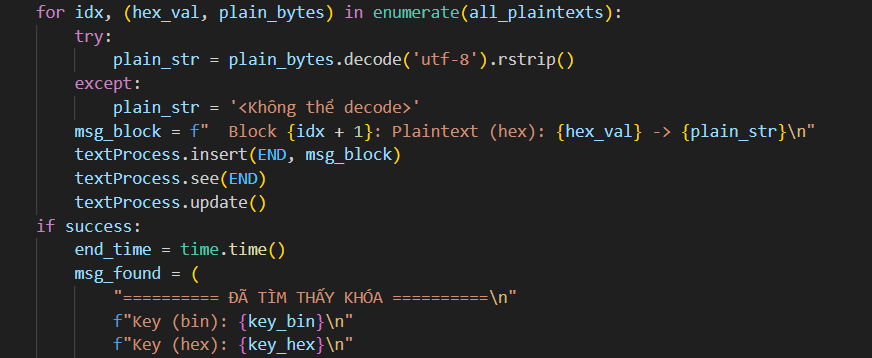 for idx, (hex_val, plain_bytes) in enumerate(all_plaintexts):
    try:
        plain_str = plain_bytes.decode('utf-8').rstrip()
    except:
        plain_str = '<Không thể decode>'
    msg_block = f"  Block {idx + 1}: Plaintext (hex): {hex_val} -> {plain_str}\n"
    textProcess.insert(END, msg_block)
    textProcess.see(END)
    textProcess.update()
if success:
    end_time = time.time()
    msg_found = (
        "========== ĐÃ TÌM THẤY KHÓA ==========\n"
        f"Key (bin): {key_bin}\n"
        f"Key (hex): {key_hex}\n"